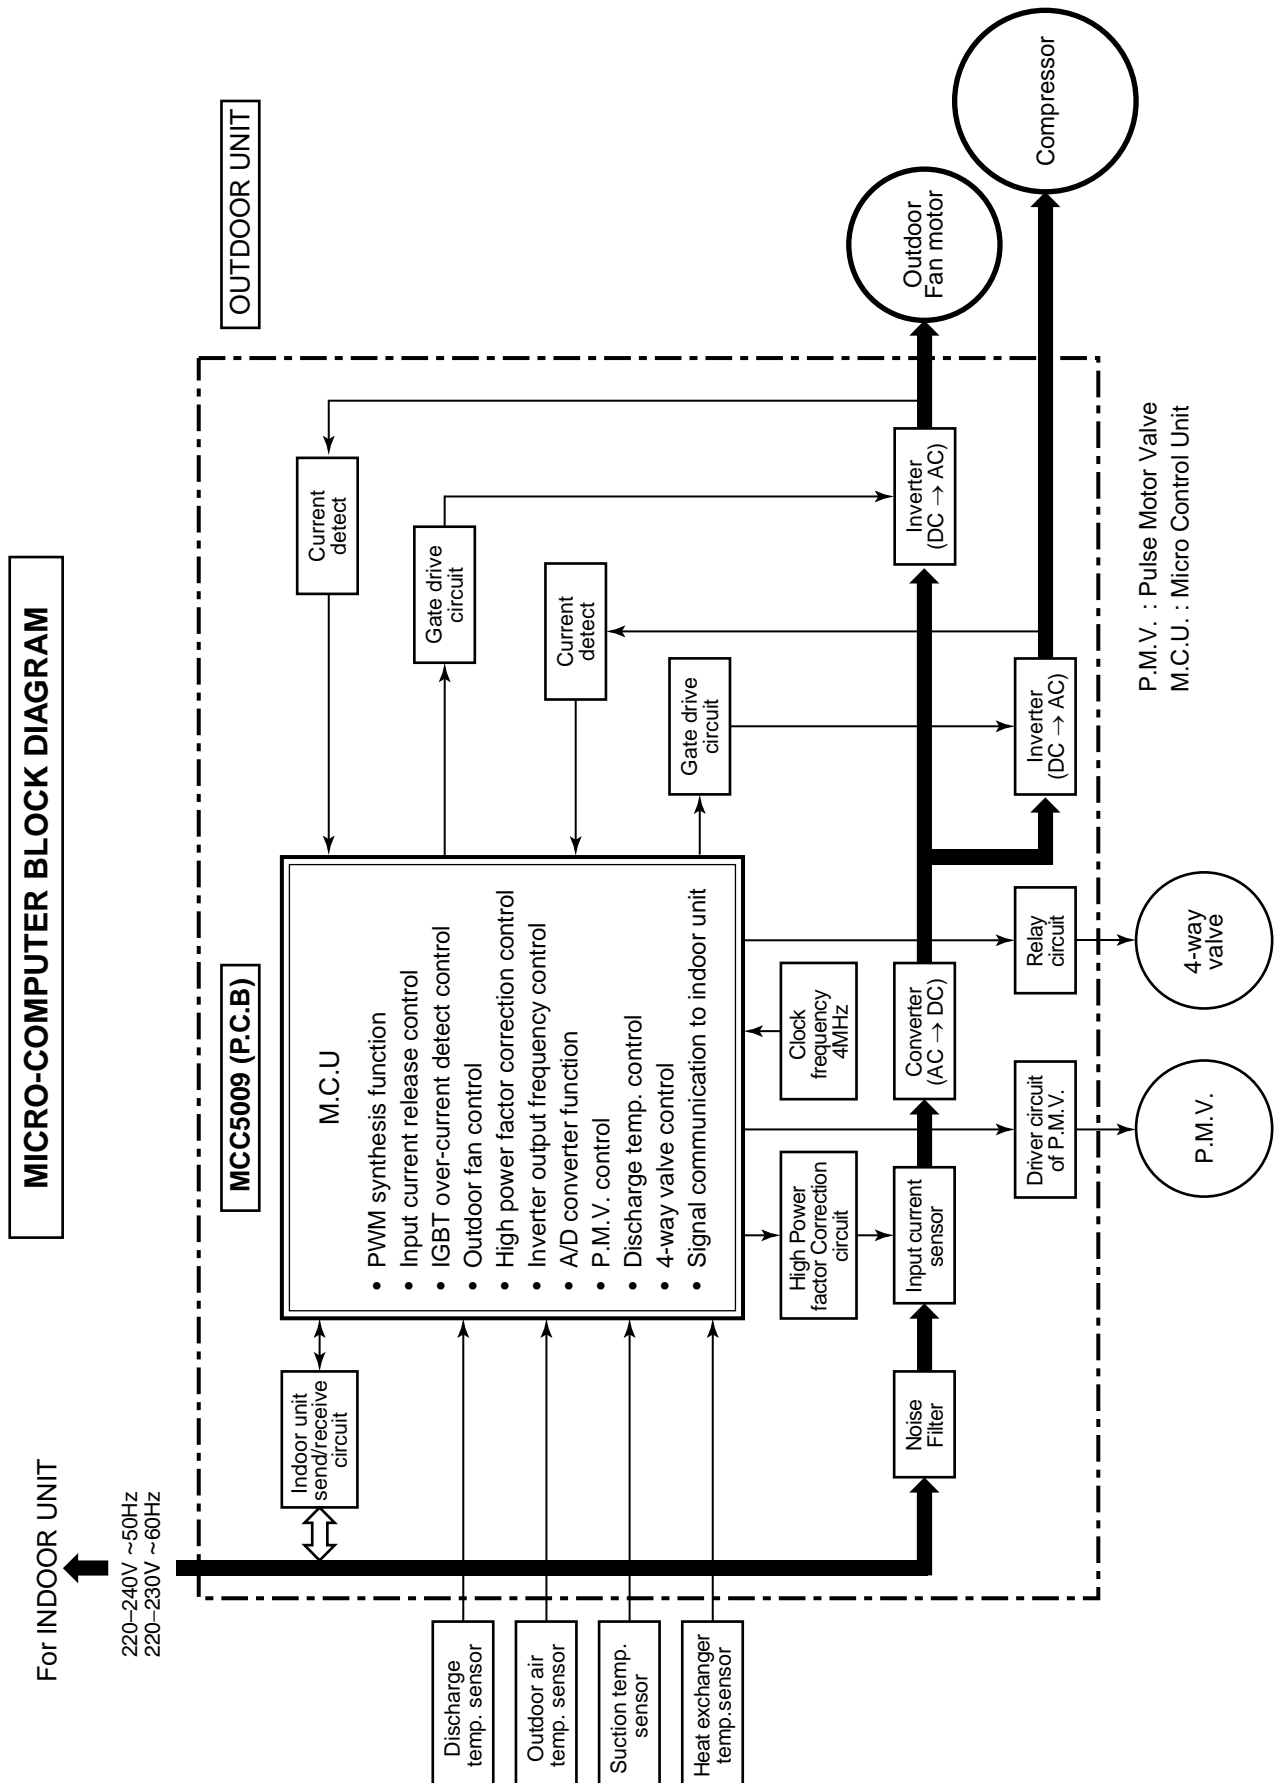 MICRO-COMPUTER BLOCK DIAGRAM
For INDOOR UNIT
220–240V ~50Hz
220–230V ~60Hz
MCC5009 (P.C.B)
OUTDOOR UNIT
Indoor unit
send/receive
circuit
M.C.U
• PWM synthesis function
• Input current release control
• IGBT over-current detect control
• Outdoor fan control
• High power factor correction control
• Inverter output frequency control
• A/D converter function
• P.M.V. control
• Discharge temp. control
• 4-way valve control
• Signal communication to indoor unit
Current
detect
Gate drive
circuit
Current
detect
Gate drive
circuit
Discharge
temp. sensor
Outdoor air
temp. sensor
Suction temp.
sensor
Heat exchanger
temp.sensor
High Power
factor Correction
circuit
Clock
frequency
4MHz
Noise
Filter
Input current
sensor
Converter
(AC → DC)
Inverter
(DC → AC)
Outdoor
Fan motor
Driver circuit
of P.M.V.
Relay
circuit
Inverter
(DC → AC)
Compressor
P.M.V.
4-way
valve
P.M.V. : Pulse Motor Valve
M.C.U. : Micro Control Unit